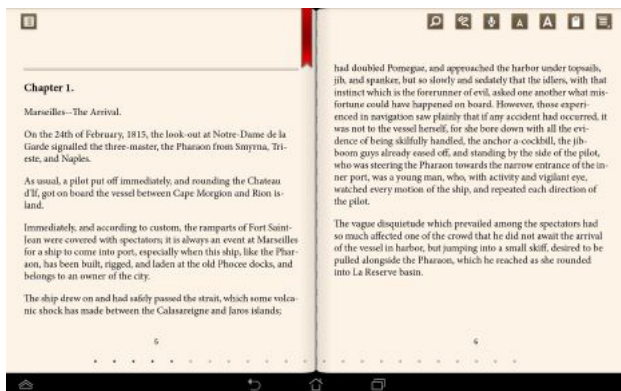 Chapter 1.
Marseilles--The Arrival.
On the 24th of February, 1815, the look-out at Notre-Dame de la
Garde signalled the three-master, the Pharaon from Smyrna, Tri-
este, and Naples.
As usual, a pilot put off immediately, and rounding the Chateau
d'If, got on board the vessel between Cape Morgion and Rion is-
land.
Immediately, and according to custom, the ramparts of Fort Saint-
Jean were covered with spectators; it is always an event at Marseilles
for a ship to come into port, especially when this ship, like the Phar-
aon, has been built, rigged, and laden at the old Phocee docks, and
belongs to an owner of the city.
The ship drew on and had safely passed the strait, which some volca-
nic shock has made between the Calasareigne and Jaros islands;
5
had doubled Pomegue, and approached the harbor under topsails,
jib, and spanker, but so slowly and sedately that the idlers, with that
instinct which is the forerunner of evil, asked one another what mis-
fortune could have happened on board. However, those experi-
enced in navigation saw plainly that if any accident had occurred, it
was not to the vessel herself, for she bore down with all the evi-
dence of being skilfully handled, the anchor a-cockbill, the jib-
boom guys already eased off, and standing by the side of the pilot,
who was steering the Pharaon towards the narrow entrance of the in-
ner port, was a young man, who, with activity and vigilant eye,
watched every motion of the ship, and repeated each direction of
the pilot.
The vague disquietude which prevailed among the spectators had
so much affected one of the crowd that he did not await the arrival
of the vessel in harbor, but jumping into a small skiff, desired to be
pulled alongside the Pharaon, which he reached as she rounded
into La Reserve basin.
6